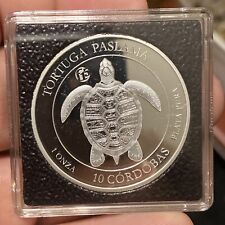 TORTUGA PASLAMA
1 ONZA
10 CÓRDOBAS
PLATA PURA